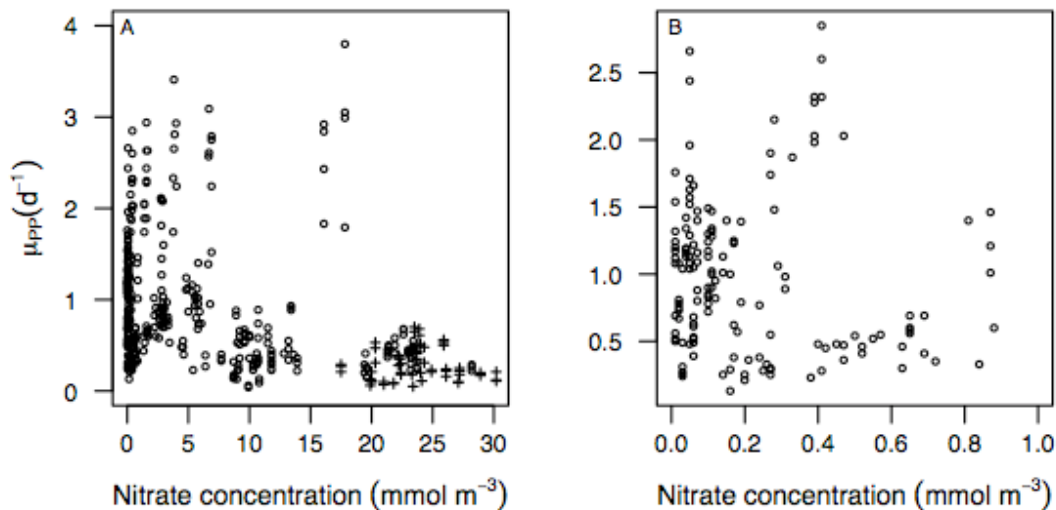 A
B
4
3
2
1
0
μPP(d⁻¹)
0 5 10 15 20 25 30
Nitrate concentration (mmol m⁻³)
2.5
2.0
1.5
1.0
0.5
0.0 0.2 0.4 0.6 0.8 1.0
Nitrate concentration (mmol m⁻³)